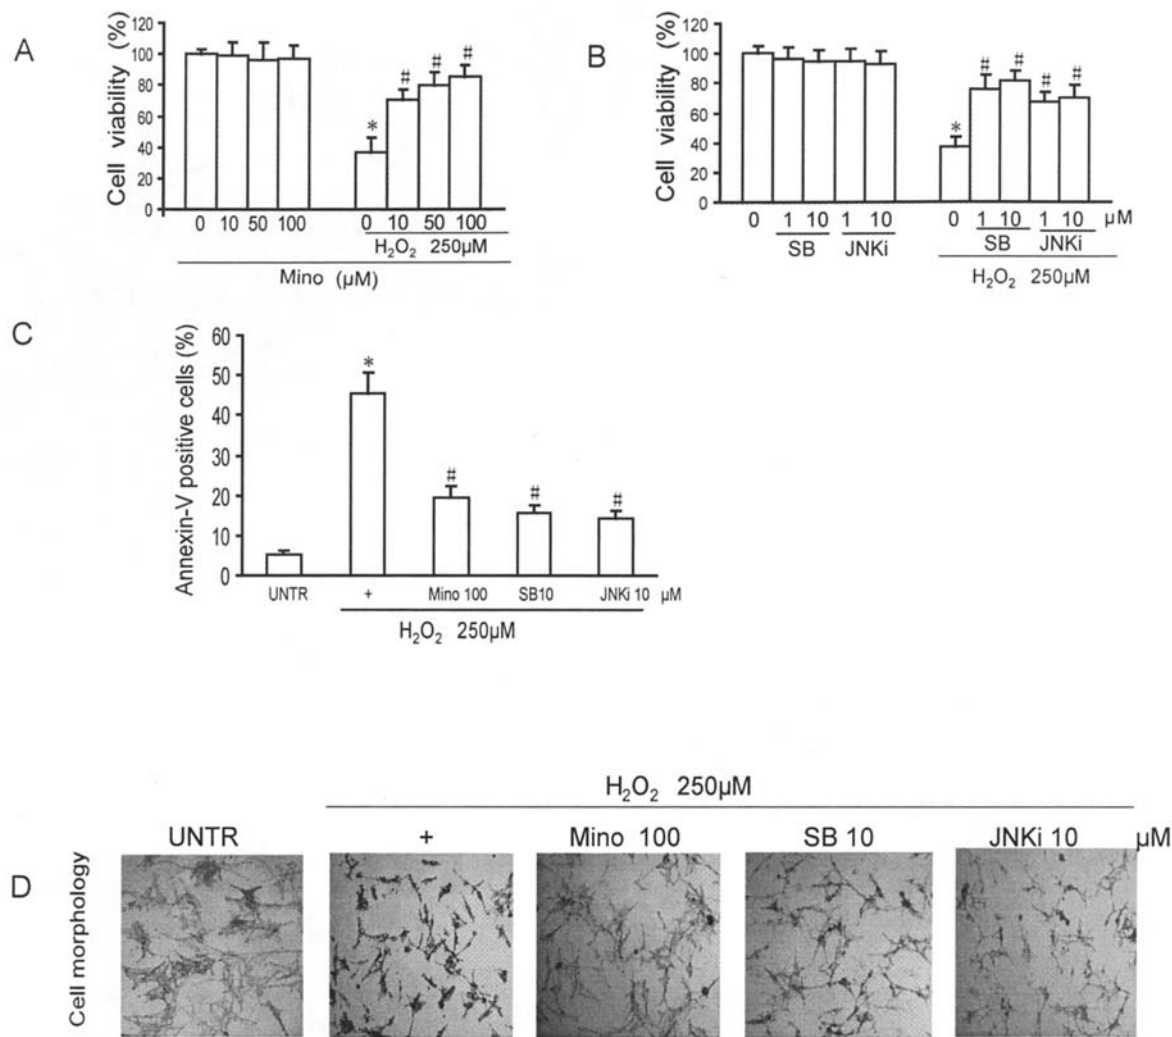 A
Cell viability (%)
120
100
80
60
40
20
0
* # # #
0 10 50 100 0 10 50 100
H₂O₂ 250µM
Mino (µM)
B
Cell viability (%)
120
100
80
60
40
20
0
* # # # #
0 1 10 1 10 0 1 10 1 10 µM
SB JNKi SB JNKi
H₂O₂ 250µM
C
Annexin-V positive cells (%)
60
50
40
30
20
10
0
* # # #
UNTR + Mino 100 SB10 JNKi 10 µM
H₂O₂ 250µM
H₂O₂ 250µM
UNTR + Mino 100 SB 10 JNKi 10 µM
D
Cell morphology